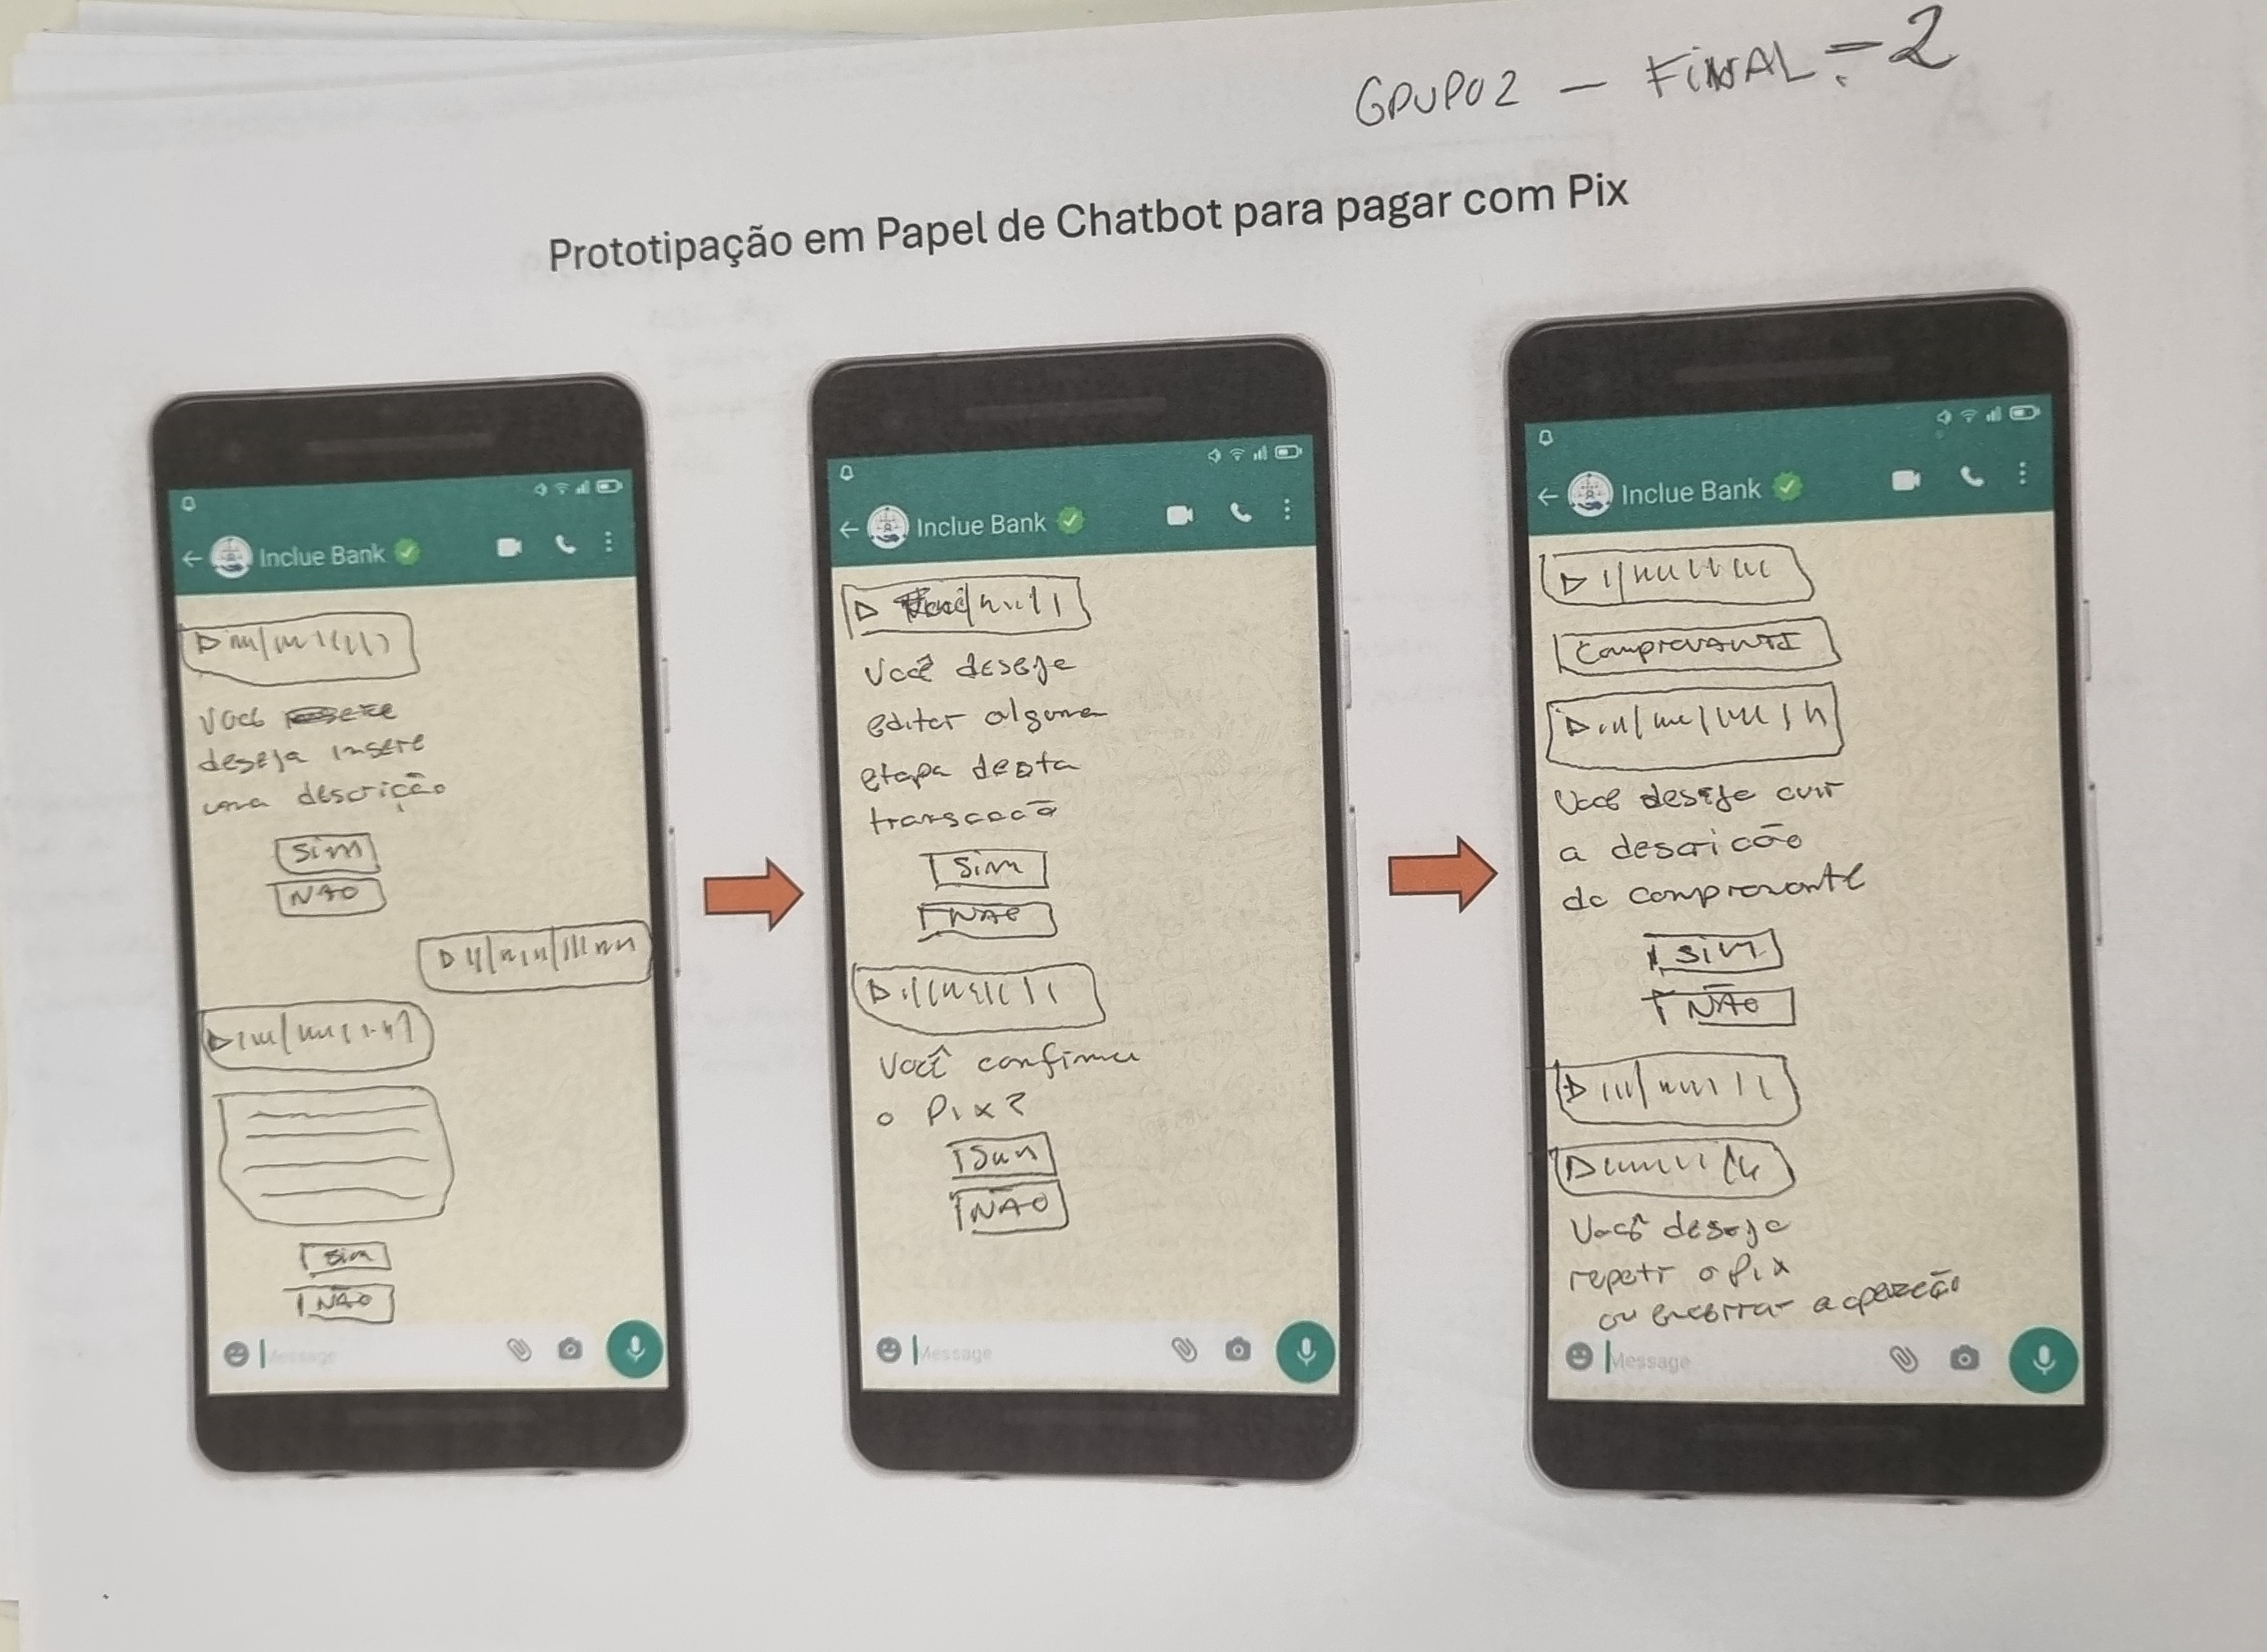 GRUPO 2 - FINAL: - 2
Prototipação em Papel de Chatbot para pagar com Pix
Inclue Bank
Você
deseja insere
uma descrição
SIM
NÃO
Sim
NÃO
Message
Inclue Bank
Você deseja
editar alguma
etapa desta
transação
Sim
NÃO
Você confirma
o Pix?
Sim
NÃO
Message
Inclue Bank
Comprovante
Você deseja ouvir
a descrição
do comprovante
SIM
NÃO
Você deseja
repetir o Pix
ou encerrar a operação
Message